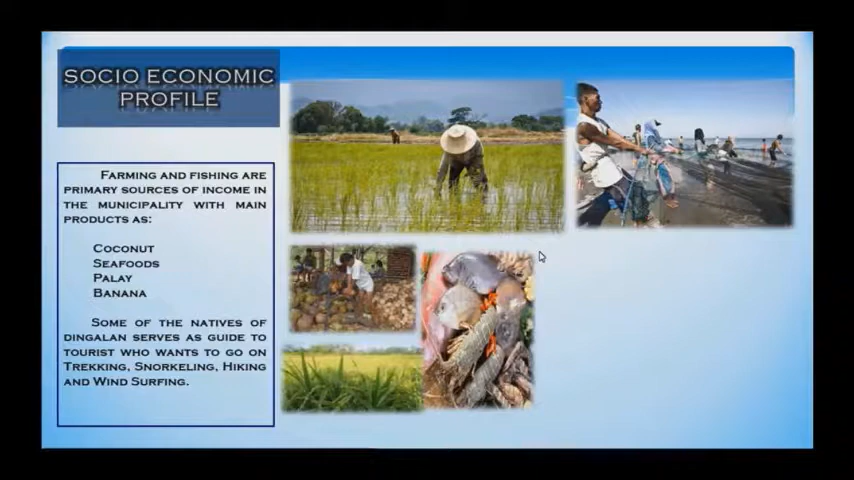 SOCIO ECONOMIC
PROFILE
FARMING AND FISHING ARE
PRIMARY SOURCES OF INCOME IN
THE MUNICIPALITY WITH MAIN
PRODUCTS AS:
COCONUT
SEAFOODS
PALAY
BANANA
SOME OF THE NATIVES OF
DINGALAN SERVES AS GUIDE TO
TOURIST WHO WANTS TO GO ON
TREKKING, SNORKELING, HIKING
AND WIND SURFING.